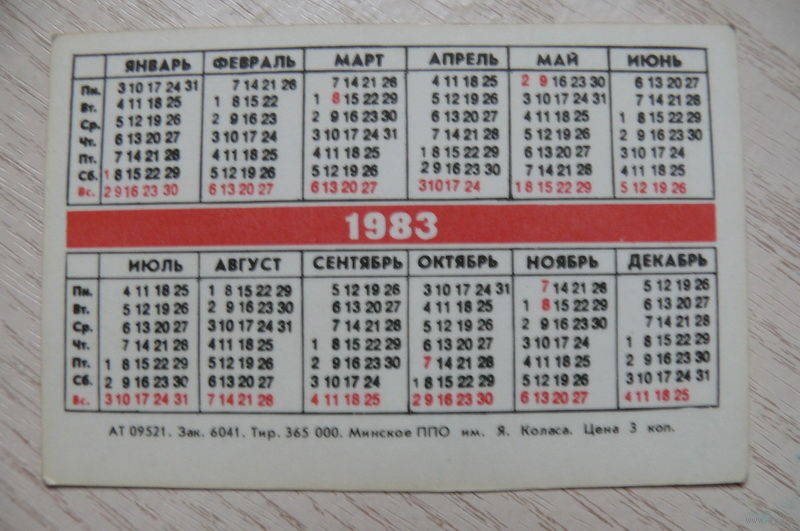 ЯНВАРЬ ФЕВРАЛЬ МАРТ АПРЕЛЬ МАЙ ИЮНЬ
Пн. 3 10 17 24 31 7 14 21 28 7 14 21 28 4 11 18 25 2 9 16 23 30 6 13 20 27
Вт. 4 11 18 25 1 8 15 22 1 8 15 22 29 5 12 19 26 3 10 17 24 31 7 14 21 28
Ср. 5 12 19 26 2 9 16 23 2 9 16 23 30 6 13 20 27 4 11 18 25 1 8 15 22 29
Чт. 6 13 20 27 3 10 17 24 3 10 17 24 31 7 14 21 28 5 12 19 26 2 9 16 23 30
Пт. 7 14 21 28 4 11 18 25 4 11 18 25 1 8 15 22 29 6 13 20 27 3 10 17 24
Сб. 1 8 15 22 29 5 12 19 26 5 12 19 26 2 9 16 23 30 7 14 21 28 4 11 18 25
Вс. 2 9 16 23 30 6 13 20 27 6 13 20 27 3 10 17 24 1 8 15 22 29 5 12 19 26
1983
ИЮЛЬ АВГУСТ СЕНТЯБРЬ ОКТЯБРЬ НОЯБРЬ ДЕКАБРЬ
Пн. 4 11 18 25 1 8 15 22 29 5 12 19 26 3 10 17 24 31 7 14 21 28 5 12 19 26
Вт. 5 12 19 26 2 9 16 23 30 6 13 20 27 4 11 18 25 1 8 15 22 29 6 13 20 27
Ср. 6 13 20 27 3 10 17 24 31 7 14 21 28 5 12 19 26 2 9 16 23 30 7 14 21 28
Чт. 7 14 21 28 4 11 18 25 1 8 15 22 29 6 13 20 27 3 10 17 24 1 8 15 22 29
Пт. 1 8 15 22 29 5 12 19 26 2 9 16 23 30 7 14 21 28 4 11 18 25 2 9 16 23 30
Сб. 2 9 16 23 30 6 13 20 27 3 10 17 24 1 8 15 22 29 5 12 19 26 3 10 17 24 31
Вс. 3 10 17 24 31 7 14 21 28 4 11 18 25 2 9 16 23 30 6 13 20 27 4 11 18 25
АТ 09521. Зак. 6041. Тир. 365 000. Минское ППО им. Я. Коласа. Цена 3 коп.